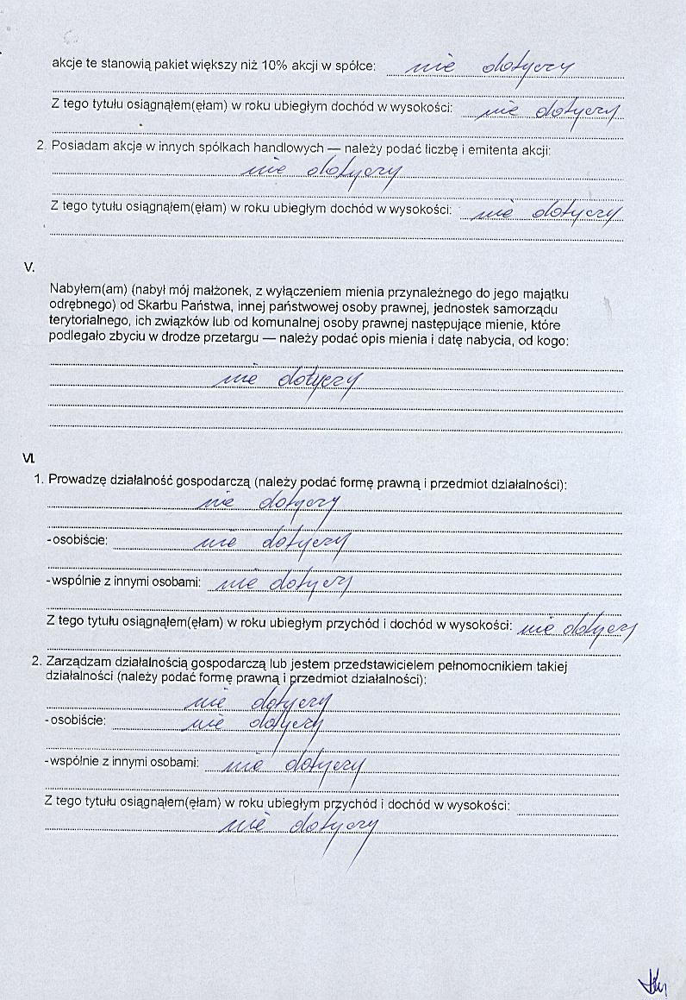 akcje te stanowią pakiet większy niż 10% akcji w spółce: nie dotyczy
Z tego tytułu osiągnąłem(ęłam) w roku ubiegłym dochód w wysokości: nie dotyczy
2. Posiadam akcje w innych spółkach handlowych — należy podać liczbę i emitenta akcji:
nie dotyczy
Z tego tytułu osiągnąłem(ęłam) w roku ubiegłym dochód w wysokości: nie dotyczy
V.
Nabyłem(am) (nabył mój małżonek, z wyłączeniem mienia przynależnego do jego majątku
odrębnego) od Skarbu Państwa, innej państwowej osoby prawnej, jednostek samorządu
terytorialnego, ich związków lub od komunalnej osoby prawnej następujące mienie, które
podlegało zbyciu w drodze przetargu — należy podać opis mienia i datę nabycia, od kogo:
nie dotyczy
VI.
1. Prowadzę działalność gospodarczą (należy podać formę prawną i przedmiot działalności):
nie dotyczy
- osobiście: nie dotyczy
- wspólnie z innymi osobami: nie dotyczy
Z tego tytułu osiągnąłem(ęłam) w roku ubiegłym przychód i dochód w wysokości: nie dotyczy
2. Zarządzam działalnością gospodarczą lub jestem przedstawicielem pełnomocnikiem takiej
działalności (należy podać formę prawną i przedmiot działalności):
nie dotyczy
- osobiście: nie dotyczy
- wspólnie z innymi osobami: nie dotyczy
Z tego tytułu osiągnąłem(ęłam) w roku ubiegłym przychód i dochód w wysokości:
nie dotyczy